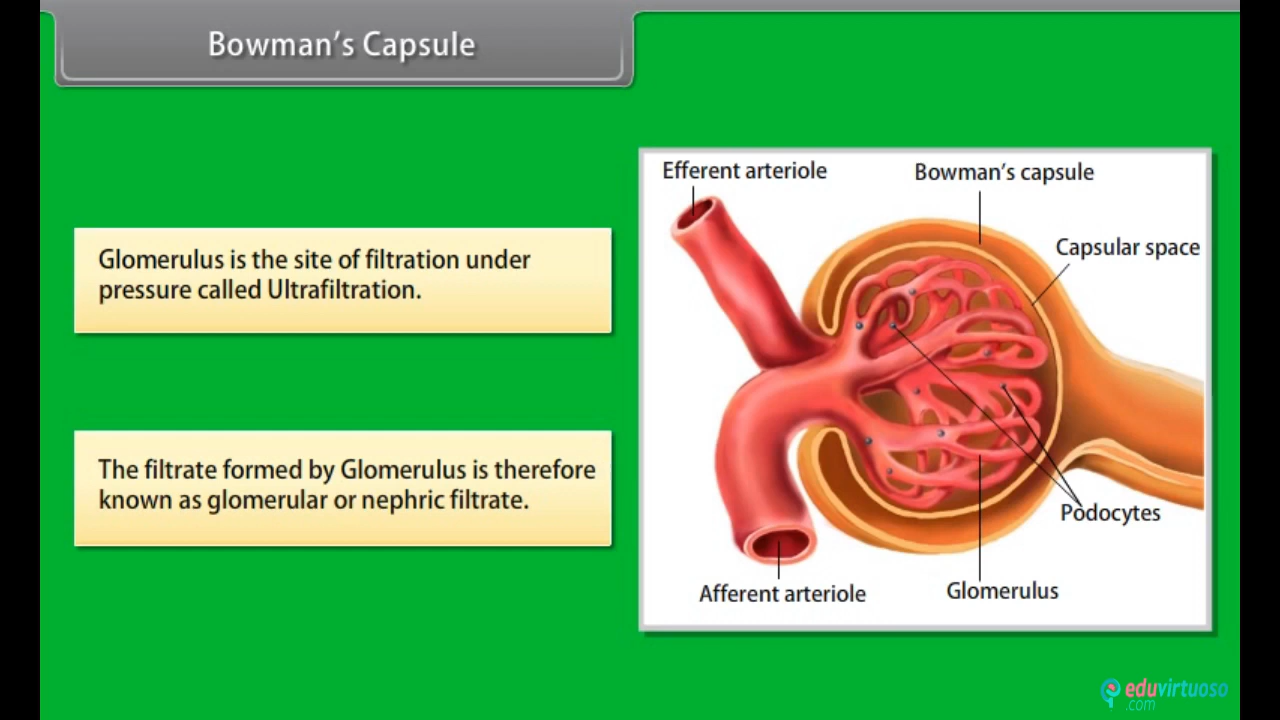 Bowman's Capsule
Glomerulus is the site of filtration under
pressure called Ultrafiltration.
The filtrate formed by Glomerulus is therefore
known as glomerular or nephric filtrate.
Efferent arteriole
Bowman's capsule
Capsular space
Podocytes
Afferent arteriole
Glomerulus
eduvirtuoso
.com